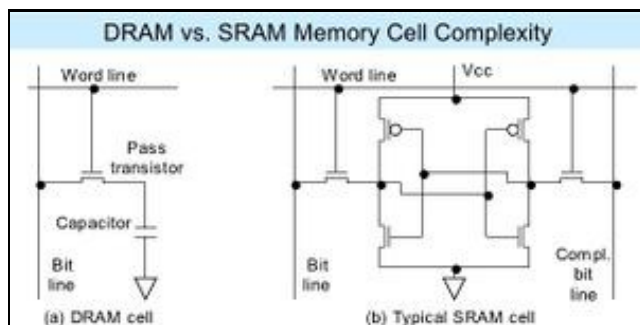 DRAM vs. SRAM Memory Cell Complexity
Word line
Pass
transistor
Capacitor
Bit
line
(a) DRAM cell
Word line
Vcc
Bit
line
Compl.
bit
line
(b) Typical SRAM cell